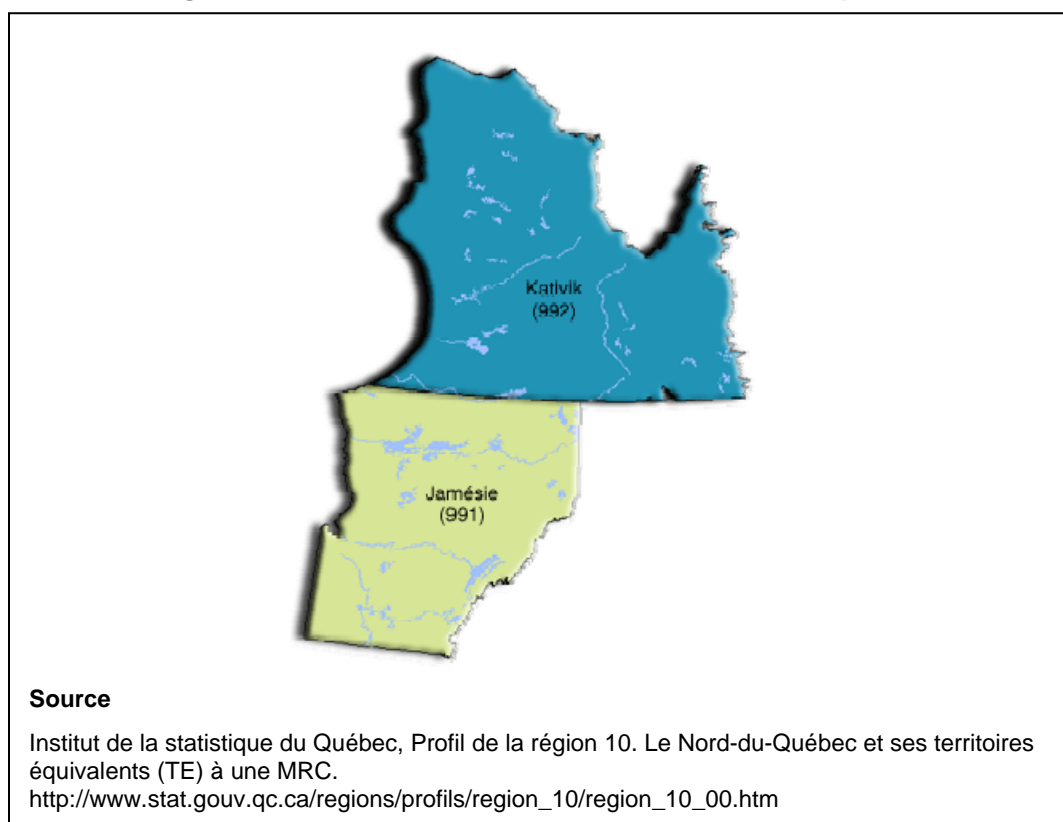 Kativik
(992)
Jamésie
(991)
Source
Institut de la statistique du Québec, Profil de la région 10. Le Nord-du-Québec et ses territoires
équivalents (TE) à une MRC.
http://www.stat.gouv.qc.ca/regions/profils/region_10/region_10_00.htm